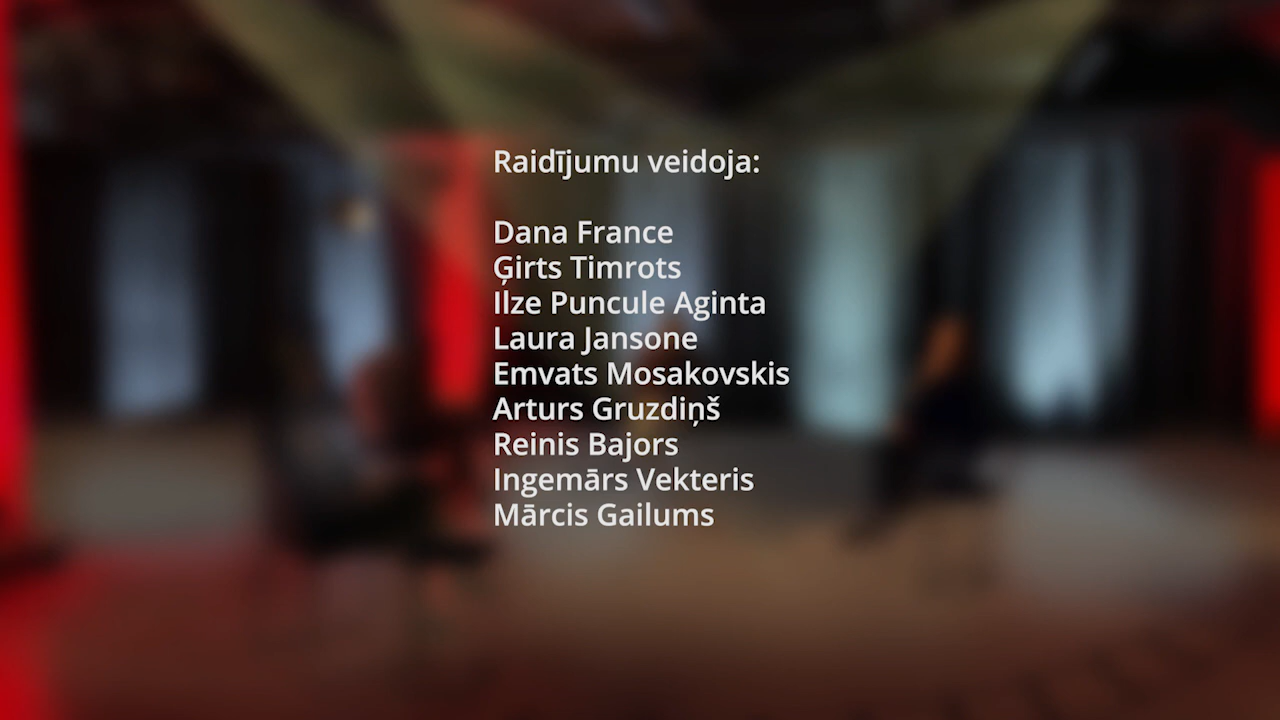 Raidījumu veidoja:
Dana France
Ģirts Timrots
Ilze Puncule Aginta
Laura Jansone
Emvats Mosakovskis
Arturs Gruzdiņš
Reinis Bajors
Ingemārs Vekteris
Mārcis Gailums